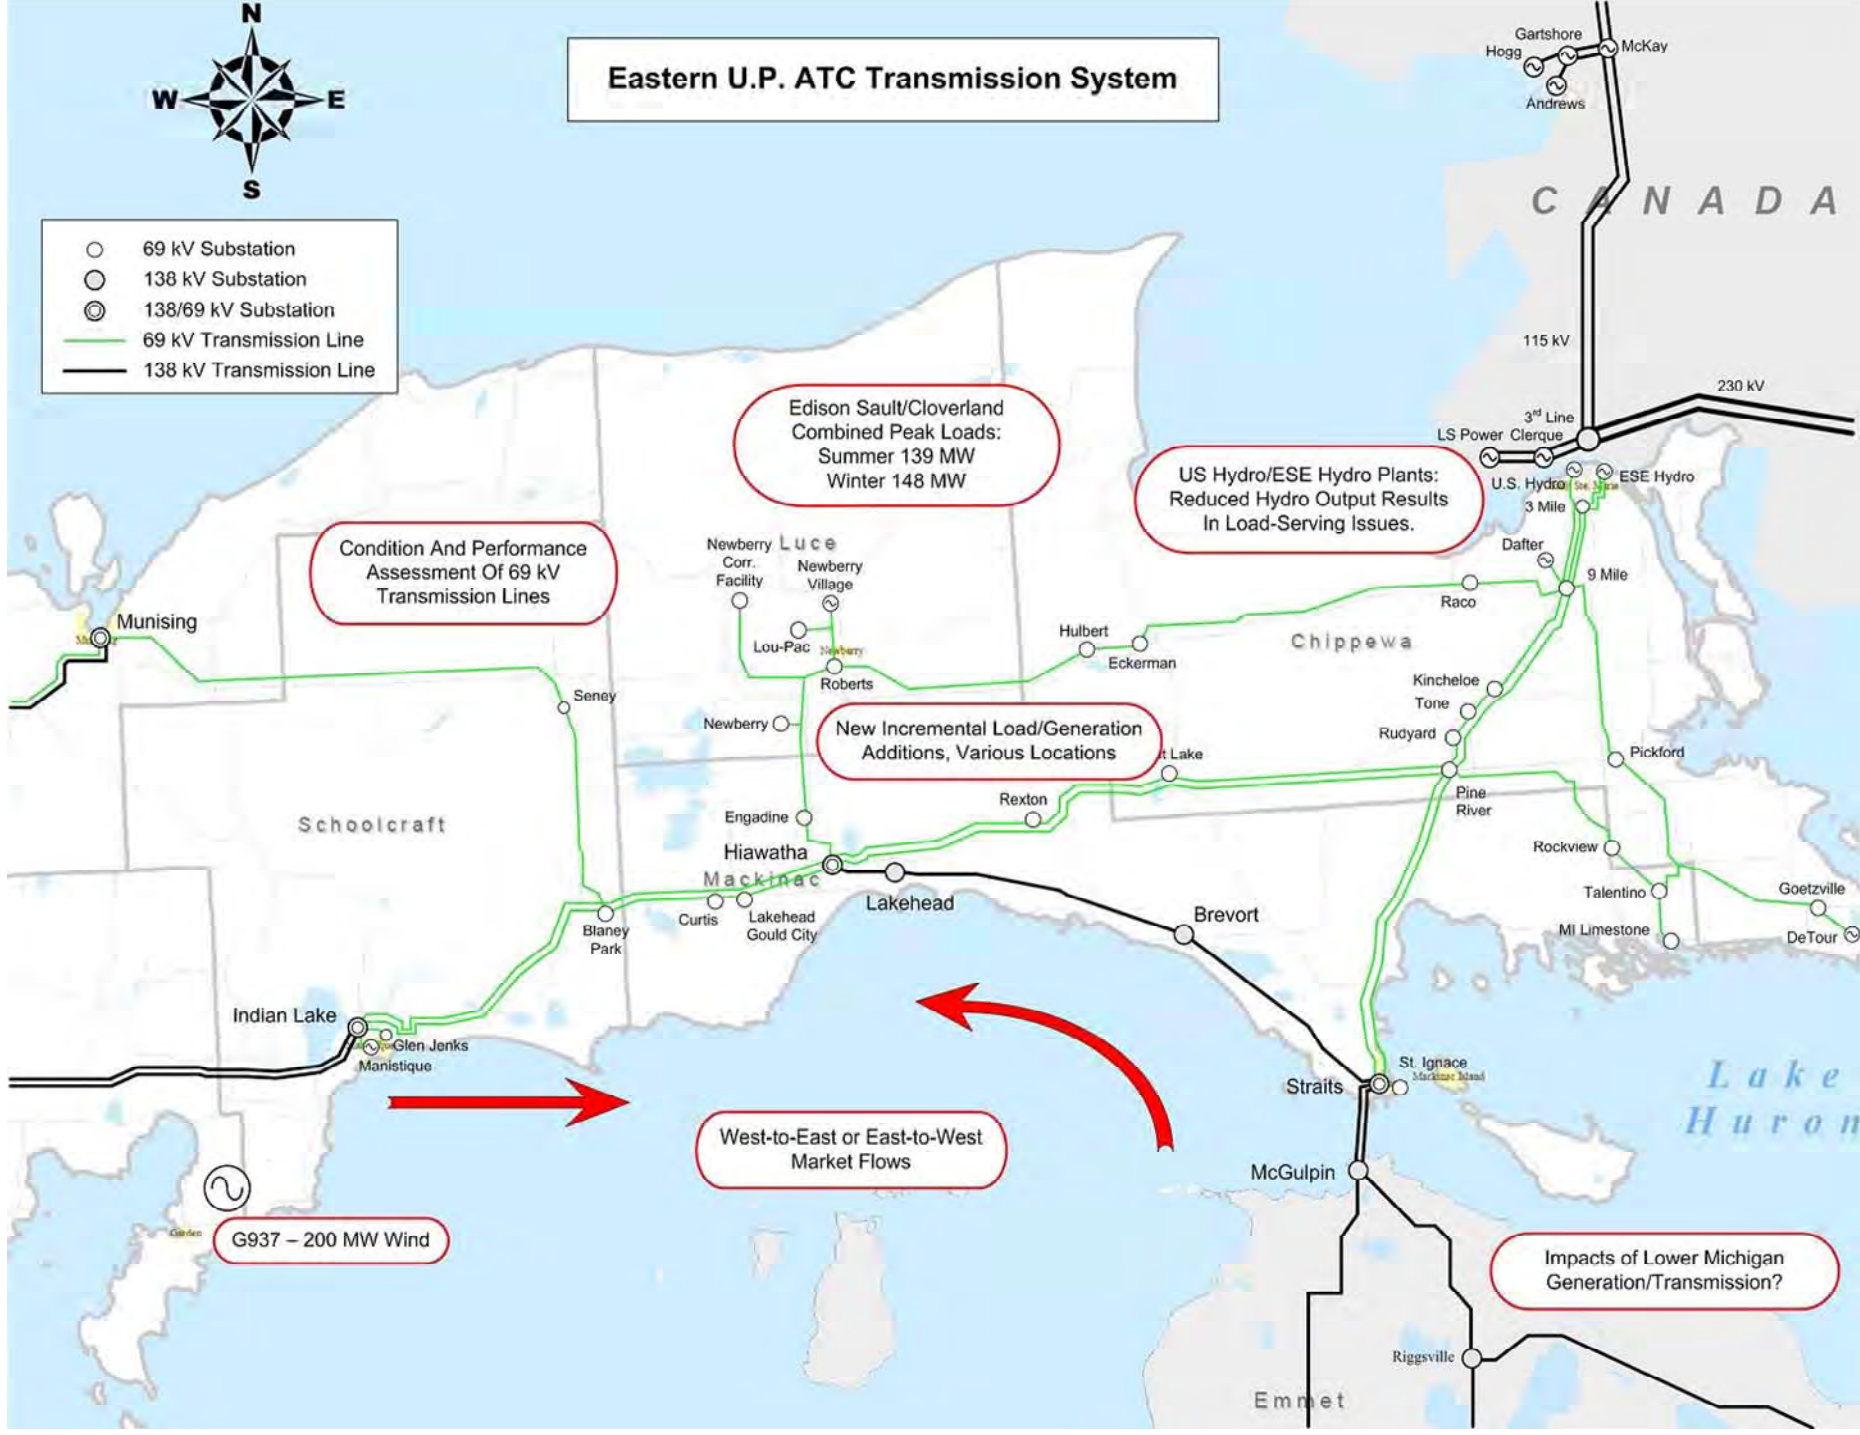 N
W
E
S
Eastern U.P. ATC Transmission System
Gartshore
Hogg
McKay
Andrews
CANADA
69 kV Substation
138 kV Substation
138/69 kV Substation
69 kV Transmission Line
138 kV Transmission Line
115 kV
230 kV
3rd Line
LS Power
Clerque
Edison Sault/Cloverland
Combined Peak Loads:
Summer 139 MW
Winter 148 MW
US Hydro/ESE Hydro Plants:
Reduced Hydro Output Results
In Load-Serving Issues.
U.S. Hydro
ESE Hydro
3 Mile
Condition And Performance
Assessment Of 69 kV
Transmission Lines
Newberry
Corr.
Facility
Luce
Newberry
Village
Dafter
9 Mile
Raco
Munising
Lou-Pac
Newberry
Roberts
Hulbert
Eckerman
Chippewa
Kincheloe
Tone
Rudyard
Seney
Newberry
New Incremental Load/Generation
Additions, Various Locations
t Lake
Pickford
Pine
River
Rexton
Engadine
Schoolcraft
Hiawatha
Mackinac
Rockview
Lakehead
Talentino
Goetzville
Curtis
Lakehead
Gould City
Blaney
Park
Brevort
MI Limestone
DeTour
Indian Lake
Glen Jenks
Manistique
St. Ignace
Mackinac Island
Straits
Lake
Huron
West-to-East or East-to-West
Market Flows
McGulpin
Garden
G937 – 200 MW Wind
Impacts of Lower Michigan
Generation/Transmission?
Riggsville
Emmet